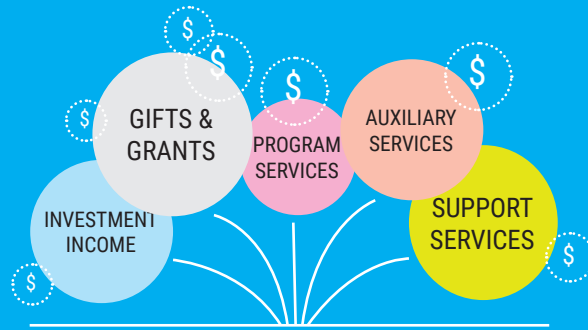 $
$
$
$
$
GIFTS &
GRANTS
PROGRAM
SERVICES
AUXILIARY
SERVICES
INVESTMENT
INCOME
SUPPORT
SERVICES
$
$